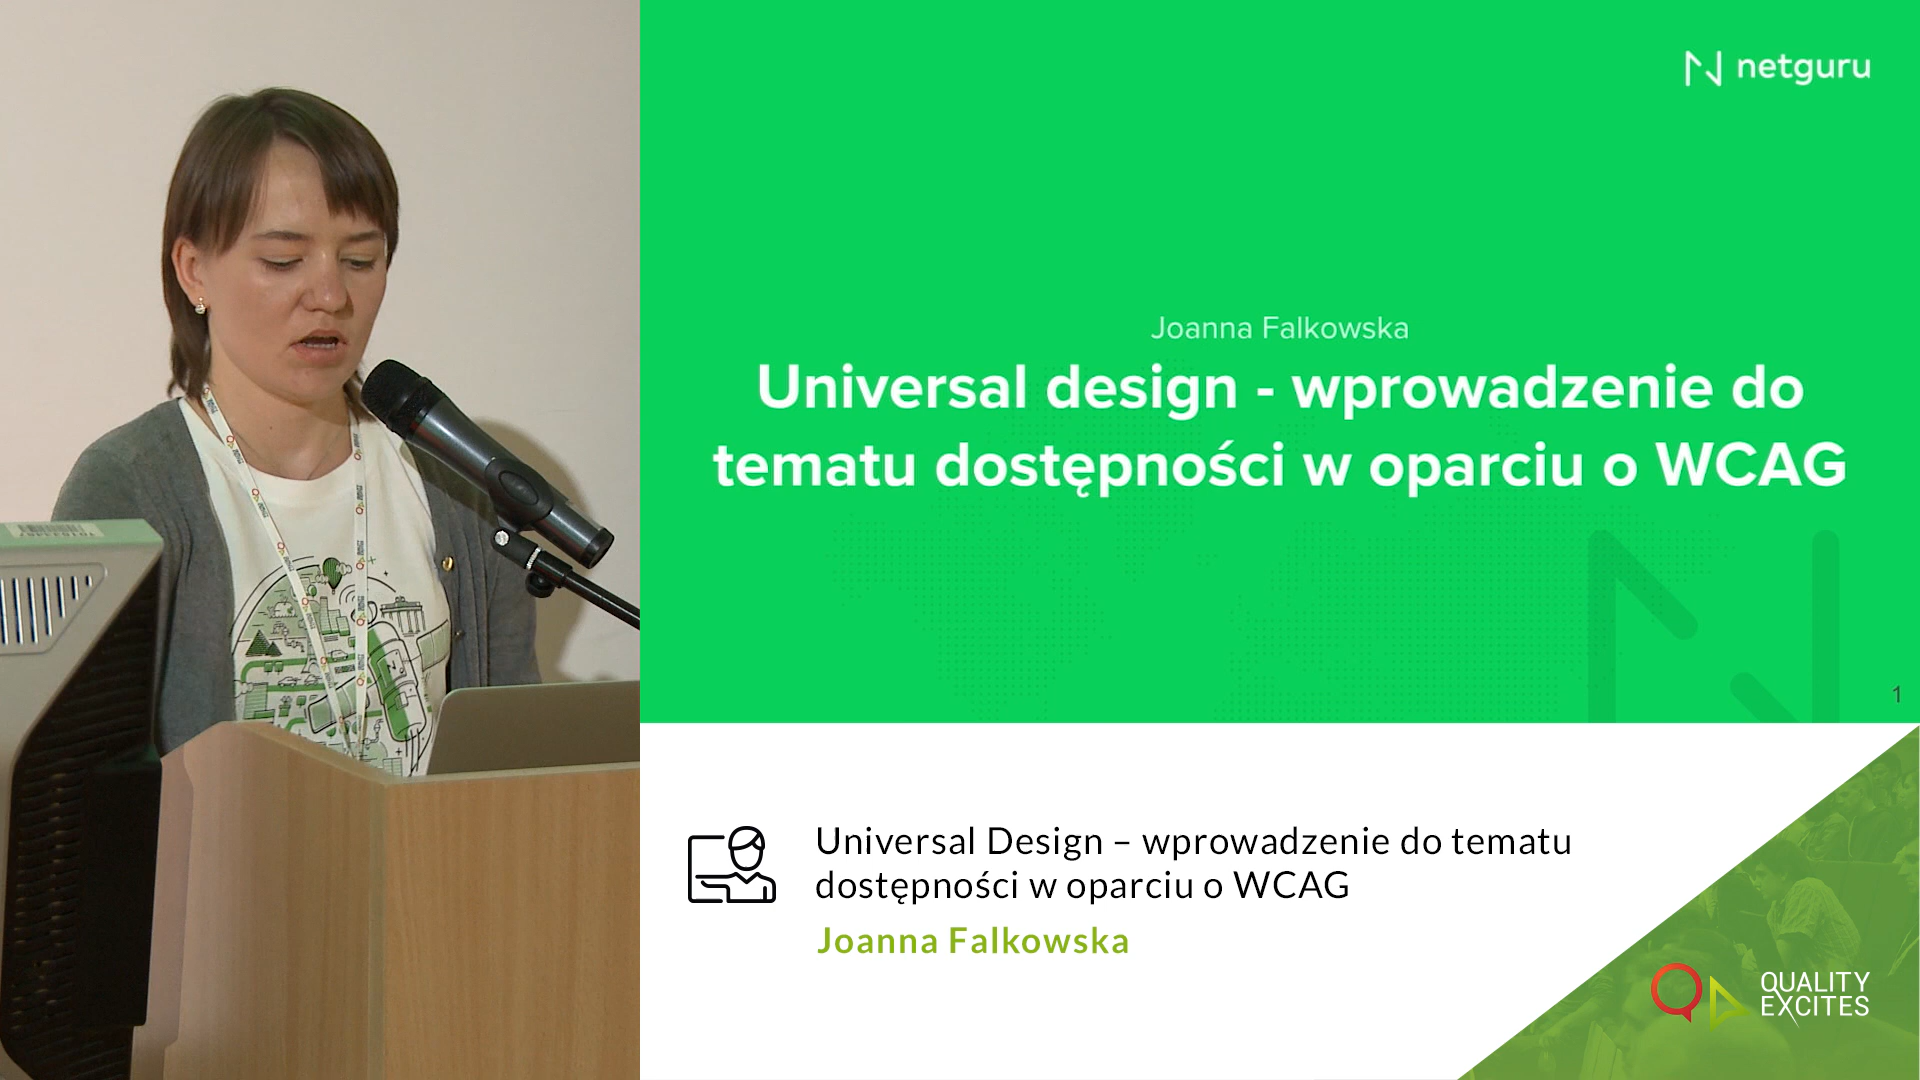 netguru
Joanna Falkowska
Universal design - wprowadzenie do
tematu dostępności w oparciu o WCAG
1
Universal Design – wprowadzenie do tematu
dostępności w oparciu o WCAG
Joanna Falkowska
QUALITY
EXCITES